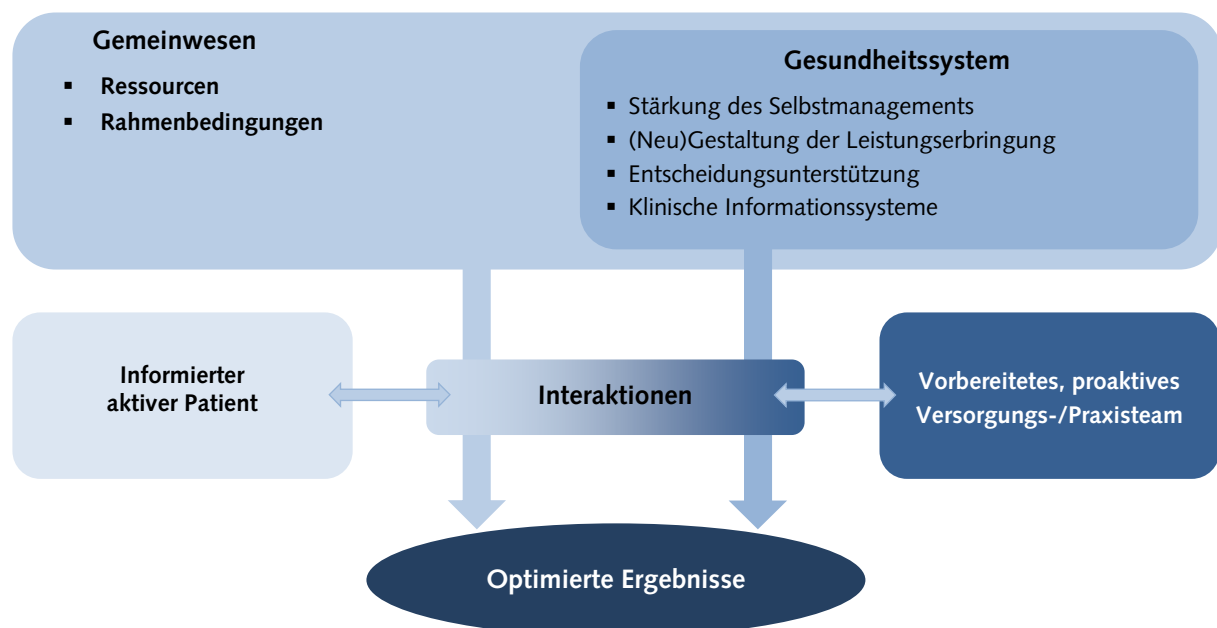 Gemeinwesen
▪ Ressourcen
▪ Rahmenbedingungen
Gesundheitssystem
▪ Stärkung des Selbstmanagements
▪ (Neu)Gestaltung der Leistungserbringung
▪ Entscheidungsunterstützung
▪ Klinische Informationssysteme
Informierter
aktiver Patient
Interaktionen
Vorbereitetes, proaktives
Versorgungs-/Praxisteam
Optimierte Ergebnisse